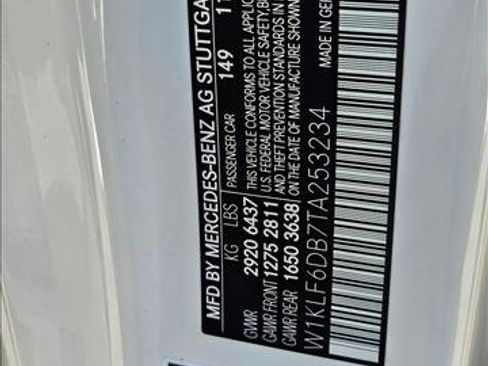 MFD BY MERCEDES-BENZ AG STUTTGA
149 11
KG LBS PASSENGER CAR
GVWR 2920 6437 THIS VEHICLE CONFORMS TO ALL APPLIC
GAWR FRONT 1275 2811 U.S. FEDERAL MOTOR VEHICLE SAFETY,
AND THEFT PREVENTION STANDARDS IN
GAWR REAR 1650 3638 ON THE DATE OF MANUFACTURE SHOWN
W1KLF6DB7TA253234 MADE IN GER